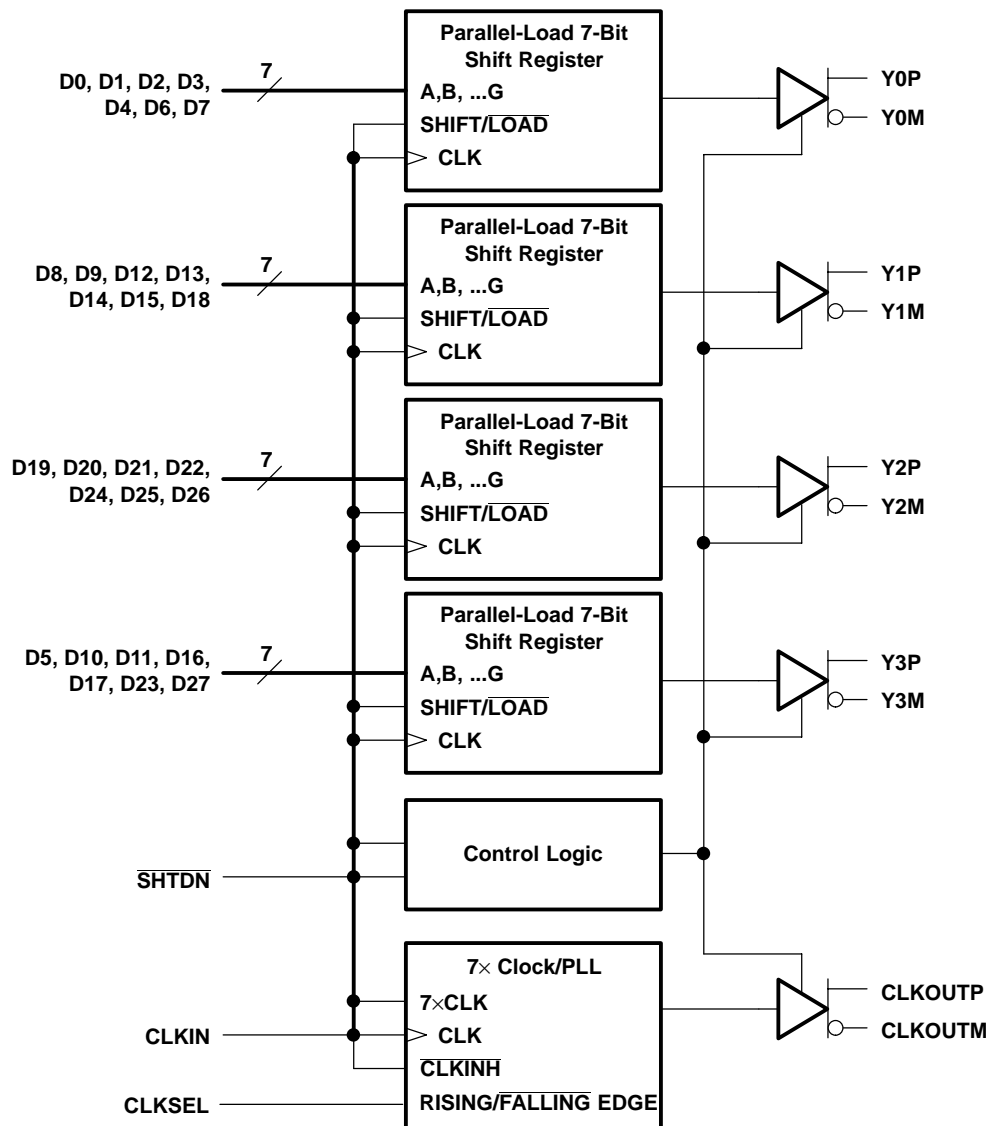 Parallel-Load 7-Bit
Shift Register
D0, D1, D2, D3,
D4, D6, D7
7
A,B, ...G
SHIFT/LOAD
CLK
Y0P
Y0M
Parallel-Load 7-Bit
Shift Register
D8, D9, D12, D13,
D14, D15, D18
7
A,B, ...G
SHIFT/LOAD
CLK
Y1P
Y1M
Parallel-Load 7-Bit
Shift Register
D19, D20, D21, D22,
D24, D25, D26
7
A,B, ...G
SHIFT/LOAD
CLK
Y2P
Y2M
Parallel-Load 7-Bit
Shift Register
D5, D10, D11, D16,
D17, D23, D27
7
A,B, ...G
SHIFT/LOAD
CLK
Y3P
Y3M
Control Logic
SHTDN
7× Clock/PLL
7×CLK
CLKIN
CLK
CLKINH
CLKSEL
RISING/FALLING EDGE
CLKOUTP
CLKOUTM